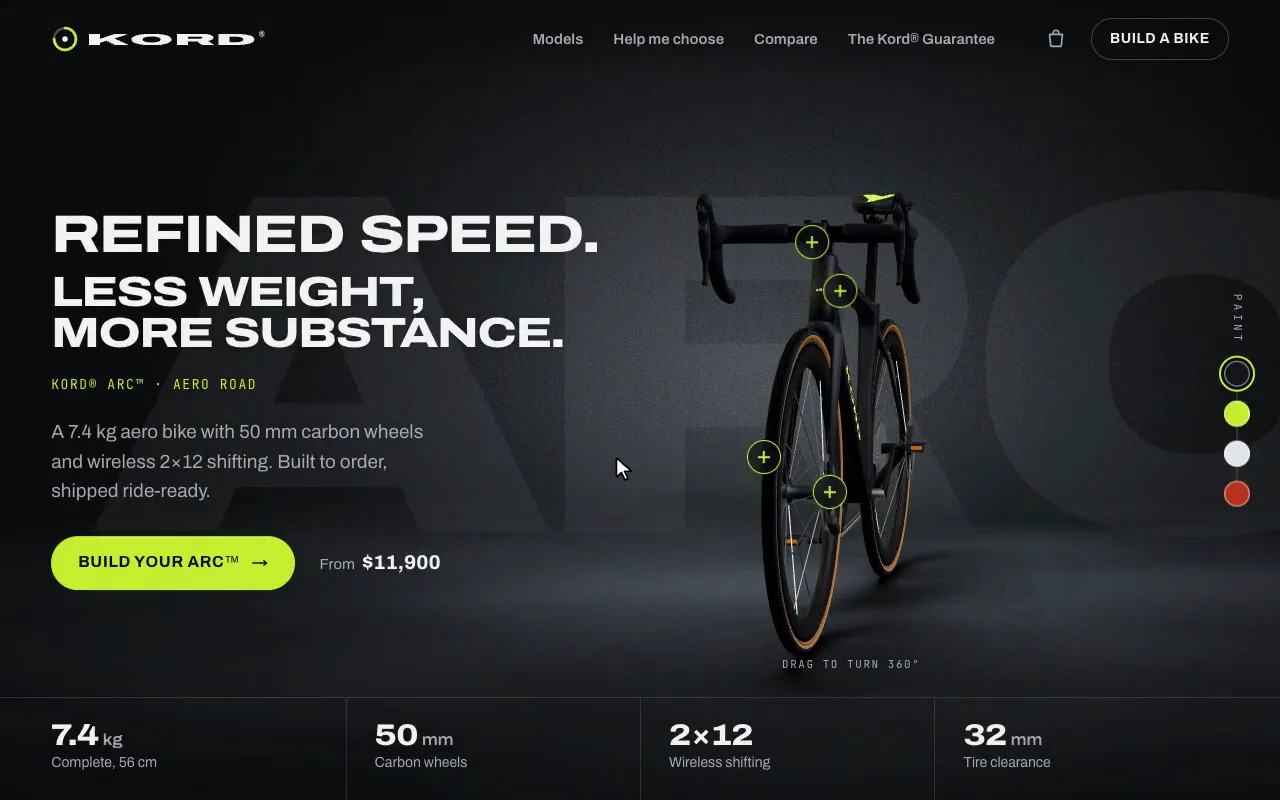 KORD®
Models
Help me choose
Compare
The Kord® Guarantee
BUILD A BIKE
ARC
REFINED SPEED.
LESS WEIGHT,
MORE SUBSTANCE.
KORD® ARC™ · AERO ROAD
A 7.4 kg aero bike with 50 mm carbon wheels
and wireless 2×12 shifting. Built to order,
shipped ride-ready.
BUILD YOUR ARC™ →
From $11,900
PAINT
DRAG TO TURN 360°
7.4 kg
Complete, 56 cm
50 mm
Carbon wheels
2×12
Wireless shifting
32 mm
Tire clearance